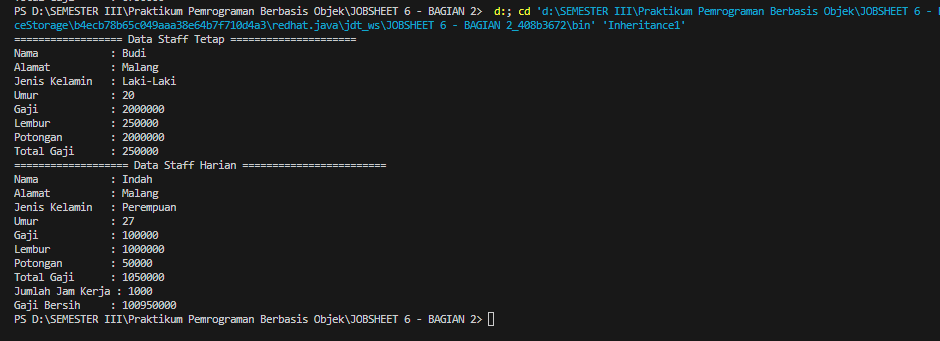 PS D:\SEMESTER III\Praktikum Pemrograman Berbasis Objek\JOBSHEET 6 - BAGIAN 2>  d:; cd 'd:\SEMESTER III\Praktikum Pemrograman Berbasis Objek\JOBSHEET 6 -
ceStorage\b4ecb78b65c049aaa38e64b7f710d4a3\redhat.java\jdt_ws\JOBSHEET 6 - BAGIAN 2_408b3672\bin' 'Inheritance1'
================== Data Staff Tetap =====================
Nama            : Budi
Alamat          : Malang
Jenis Kelamin   : Laki-Laki
Umur            : 20
Gaji            : 2000000
Lembur          : 250000
Potongan        : 2000000
Total Gaji      : 250000
=================== Data Staff Harian ========================
Nama            : Indah
Alamat          : Malang
Jenis Kelamin   : Perempuan
Umur            : 27
Gaji            : 100000
Lembur          : 1000000
Potongan        : 50000
Total Gaji      : 1050000
Jumlah Jam Kerja : 1000
Gaji Bersih     : 100950000
PS D:\SEMESTER III\Praktikum Pemrograman Berbasis Objek\JOBSHEET 6 - BAGIAN 2>